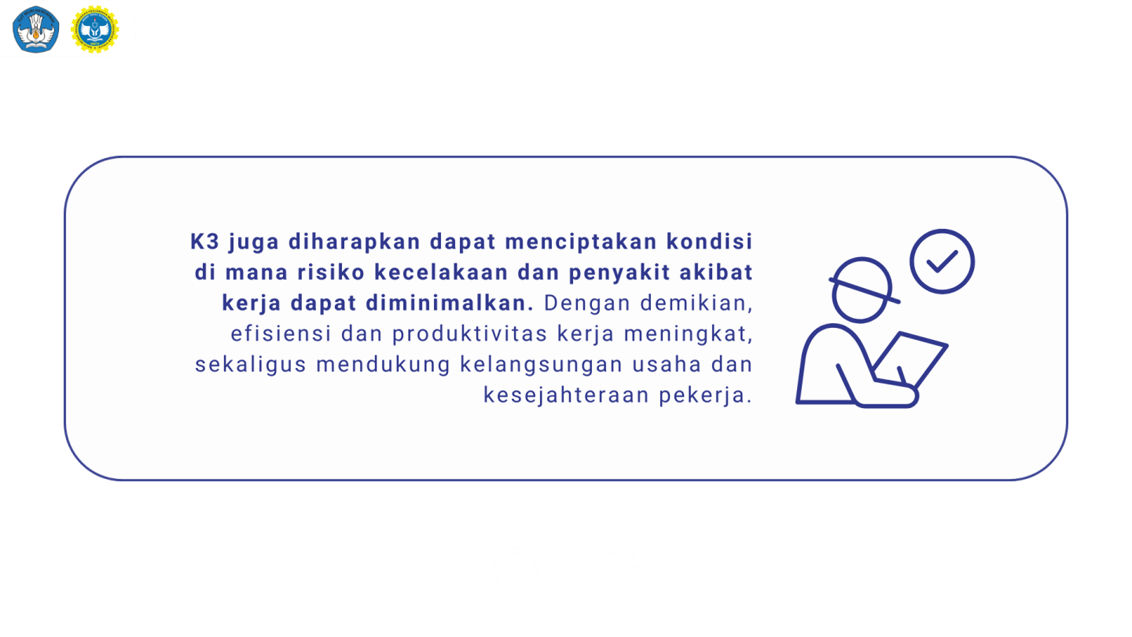 K3 juga diharapkan dapat menciptakan kondisi
di mana risiko kecelakaan dan penyakit akibat
kerja dapat diminimalkan. Dengan demikian,
efisiensi dan produktivitas kerja meningkat,
sekaligus mendukung kelangsungan usaha dan
kesejahteraan pekerja.